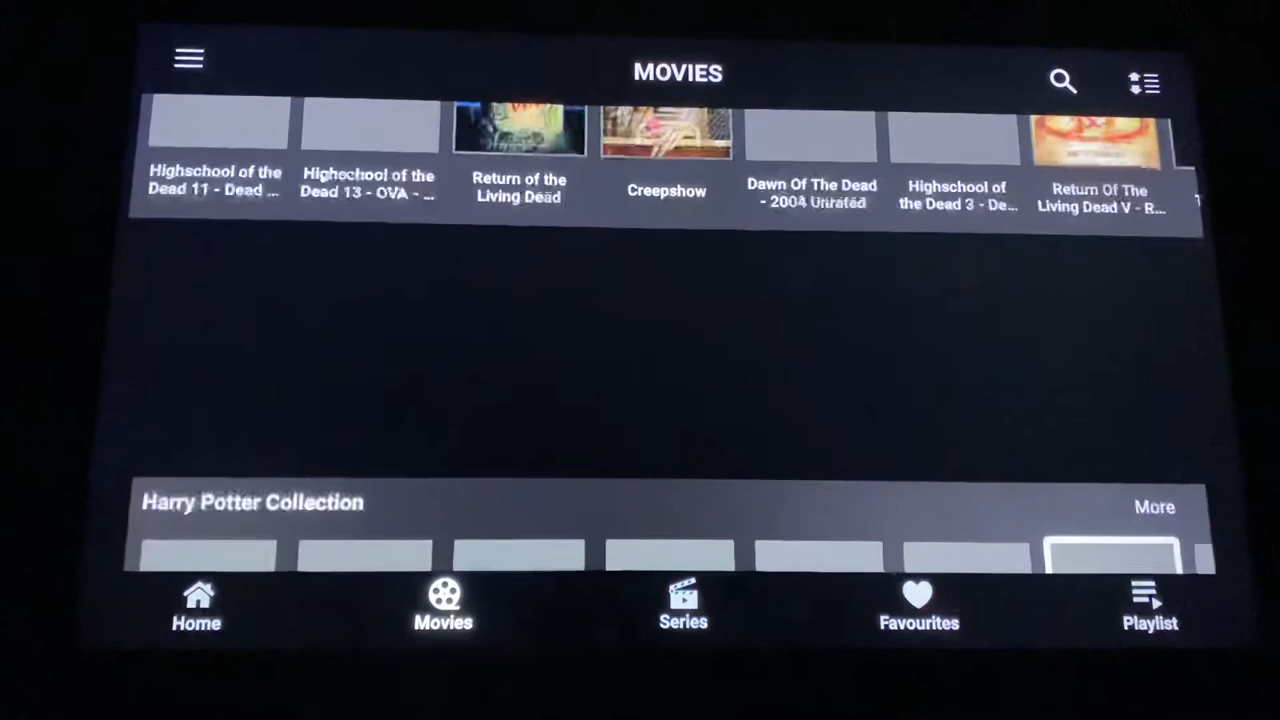 MOVIES
Highschool of the
Dead 11 - Dead ...
Highschool of the
Dead 13 - OVA - ...
Return of the
Living Dead
Creepshow
Dawn Of The Dead
- 2004 Unrated
Highschool of
the Dead 3 - De...
Return Of The
Living Dead V - R...
Harry Potter Collection
More
Home
Movies
Series
Favourites
Playlist